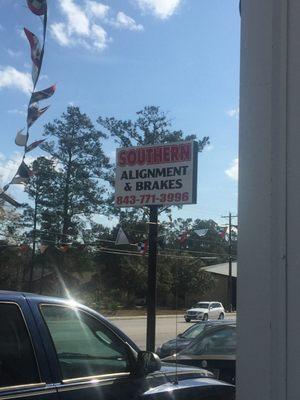 SOUTHERN
ALIGNMENT
& BRAKES
843-771-3996